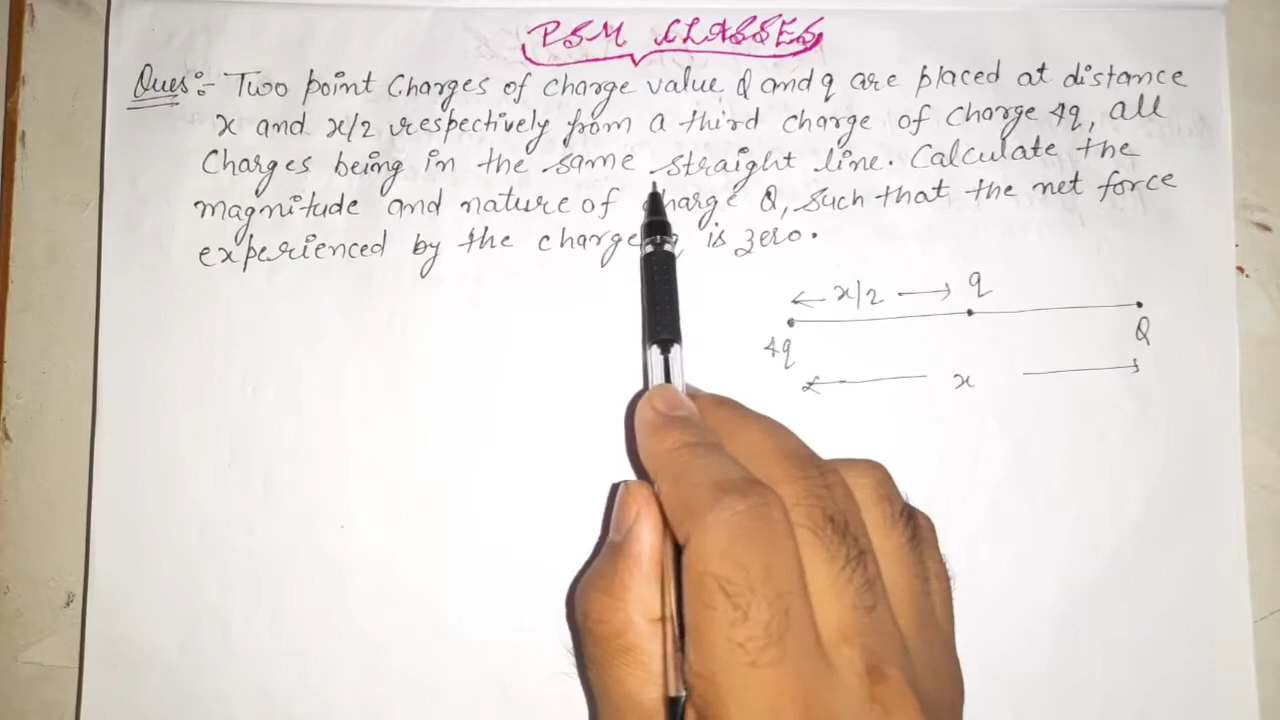 PSM CLASSES
Ques:- Two point Charges of charge value Q and q are placed at distance
x and x/2 respectively from a third charge of Charge 4q, all
Charges being in the same straight line. Calculate the
magnitude and nature of charge Q, Such that the net force
experienced by the charge is zero.
x/2 q
4q Q
x